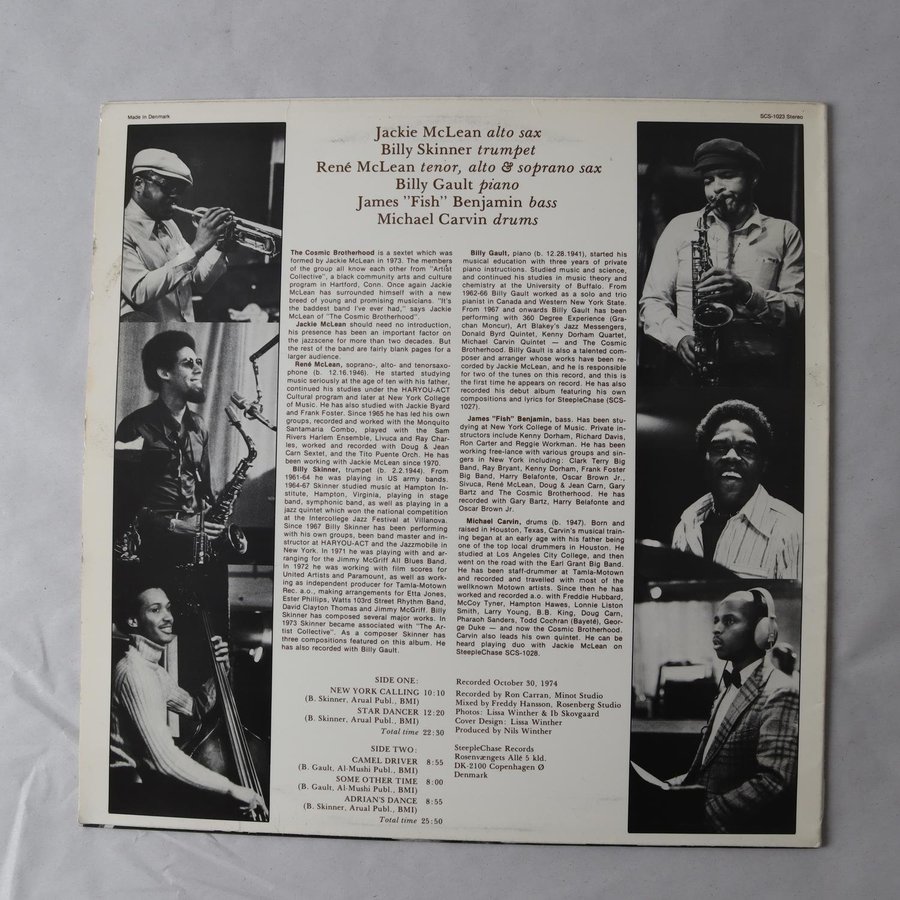 Made in Denmark
SCS-1023 Stereo
Jackie McLean alto sax
Billy Skinner trumpet
René McLean tenor, alto & soprano sax
Billy Gault piano
James "Fish" Benjamin bass
Michael Carvin drums
The Cosmic Brotherhood is a sextet which was
formed by Jackie McLean in 1973. The members
of the group all know each other from "Artist
Collective", a black community arts and culture
program in Hartford, Conn. Once again Jackie
McLean has surrounded himself with a new
breed of young and promising musicians. "It's
the baddest band I've ever had," says Jackie
McLean of "The Cosmic Brotherhood".
Jackie McLean should need no introduction,
his presence has been an important factor on
the jazzscene for more than two decades. But
the rest of the band are fairly blank pages for a
larger audience.
René McLean, soprano-, alto- and tenorsaxo-
phone (b. 12.16.1946). He started studying
music seriously at the age of ten with his father,
continued his studies under the HARYOU-ACT
Cultural program and later at New York College
of Music. He has also studied with Jackie Byard
and Frank Foster. Since 1965 he has led his own
groups, recorded and worked with the Monquito
Santamaria Combo, played with the Sam
Rivers Harlem Ensemble, Livuca and Ray Char-
les, worked and recorded with Doug & Jean
Carn Sextet, and the Tito Puente Orch. He has
been working with Jackie McLean since 1970.
Billy Skinner, trumpet (b. 2.2.1944). From
1961-64 he was playing in US army bands.
1964-67 Skinner studied music at Hampton In-
stitute, Hampton, Virginia, playing in stage
band, symphonic band, as well as playing in a
jazz quintet which won the national competition
at the Intercollege Jazz Festival at Villanova.
Since 1967 Billy Skinner has been performing
with his own groups, been band master and in-
structor at HARYOU-ACT and the Jazzmobile in
New York. In 1971 he was playing with and ar-
ranging for the Jimmy McGriff All Blues Band.
In 1972 he was working with film scores for
United Artists and Paramount, as well as work-
ing as independent producer for Tamla-Motown
Rec. a.o., making arrangements for Etta Jones,
Ester Phillips, Watts 103rd Street Rhythm Band,
David Clayton Thomas and Jimmy McGriff. Billy
Skinner has composed several major works. In
1973 Skinner became associated with "The Ar-
tist Collective". As a composer Skinner has
three compositions featured on this album. He
has also recorded with Billy Gault.
Billy Gault, piano (b. 12.28.1941), started his
musical education with three years of private
piano instructions. Studied music and science,
and continued his studies in music theory and
chemistry at the University of Buffalo. From
1962-66 Billy Gault worked as a solo and trio
pianist in Canada and Western New York State.
From 1967 and onwards Billy Gault has been
performing with 360 Degree Experience (Gra-
chan Moncur), Art Blakey's Jazz Messengers,
Donald Byrd Quintet, Kenny Dorham Quartet,
Michael Carvin Quintet — and The Cosmic
Brotherhood. Billy Gault is also a talented com-
poser and arranger whose works have been re-
corded by Jackie McLean, and he is responsible
for two of the tunes on this record, and this is
the first time he appears on record. He has also
recorded his debut album featuring his own
compositions and lyrics for SteepleChase (SCS-
1027).
James "Fish" Benjamin, bass. Has been stu-
dying at New York College of Music. Private in-
structors include Kenny Dorham, Richard Davis,
Ron Carter and Reggie Workman. He has been
working free-lance with various groups and sin-
gers in New York including: Clark Terry Big
Band, Ray Bryant, Kenny Dorham, Frank Foster
Big Band, Harry Belafonte, Oscar Brown Jr.,
Sivuca, René McLean, Doug & Jean Carn, Gary
Bartz and The Cosmic Brotherhood. He has
recorded with Gary Bartz, Harry Belafonte and
Oscar Brown Jr.
Michael Carvin, drums (b. 1947). Born and
raised in Houston, Texas, Carvin's musical train-
ing began at an early age with his father being
one of the top local drummers in Houston. He
studied at Los Angeles City College, and then
went on the road with the Earl Grant Big Band.
He has been staff-drummer at Tamla-Motown
and recorded and travelled with most of the
wellknown Motown artists. Since then he has
worked and recorded a.o. with Freddie Hubbard,
McCoy Tyner, Hampton Hawes, Lonnie Liston
Smith, Larry Young, B.B. King, Doug Carn,
Pharaoh Sanders, Todd Cochran (Bayeté), Geor-
ge Duke — and now the Cosmic Brotherhood.
Carvin also leads his own quintet. He can be
heard playing duo with Jackie McLean on
SteepleChase SCS-1028.
SIDE ONE:
NEW YORK CALLING 10:10
(B. Skinner, Arual Publ., BMI)
STAR DANCER 12:20
(B. Skinner, Arual Publ., BMI)
Total time 22:30
SIDE TWO:
CAMEL DRIVER 8:55
(B. Gault, Al-Mushi Publ., BMI)
SOME OTHER TIME 8:00
(B. Gault, Al-Mushi Publ., BMI)
ADRIAN'S DANCE 8:55
(B. Skinner, Arual Publ., BMI)
Total time 25:50
Recorded October 30, 1974
Recorded by Ron Carran, Minot Studio
Mixed by Freddy Hansson, Rosenberg Studio
Photos: Lissa Winther & Ib Skovgaard
Cover Design: Lissa Winther
Produced by Nils Winther
SteepleChase Records
Rosenvængets Allé 5 kld.
DK-2100 Copenhagen Ø
Denmark